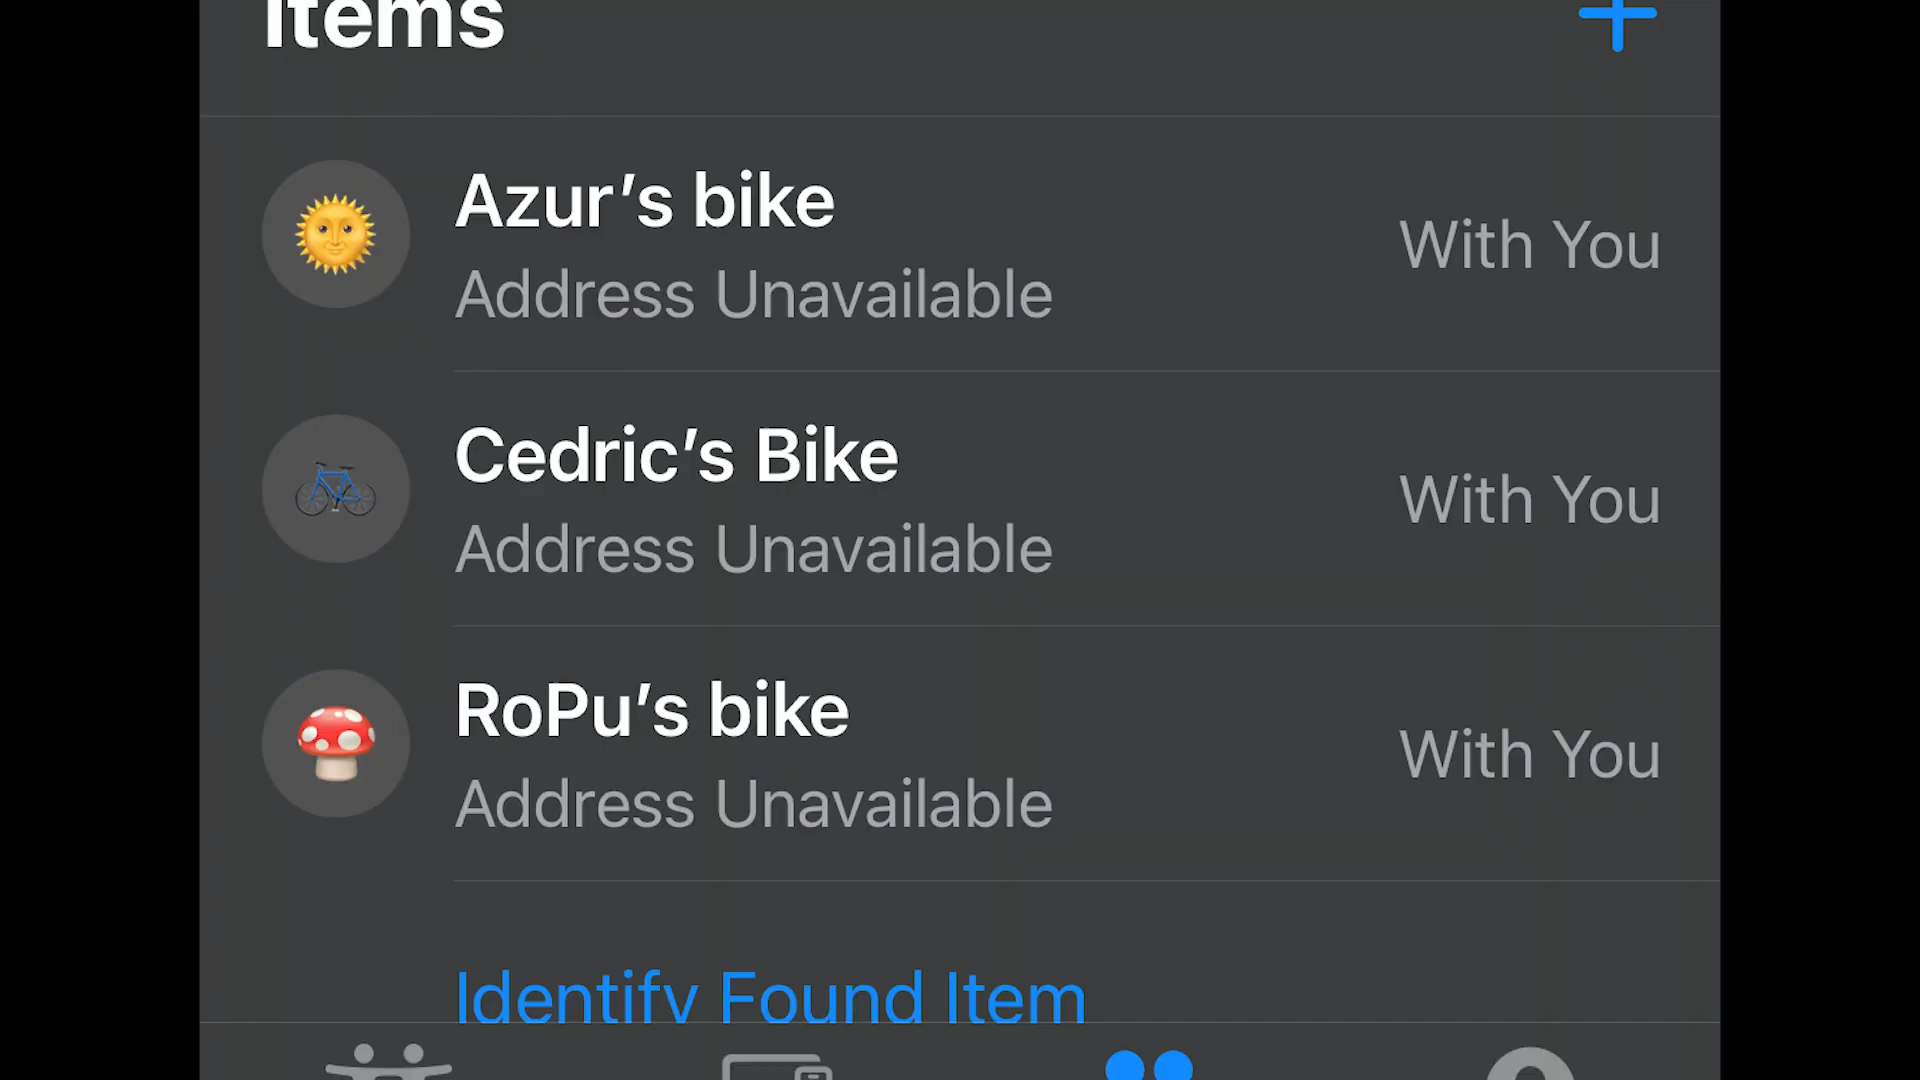 Items
Azur’s bike
Address Unavailable
With You
Cedric’s Bike
Address Unavailable
With You
RoPu’s bike
Address Unavailable
With You
Identify Found Item